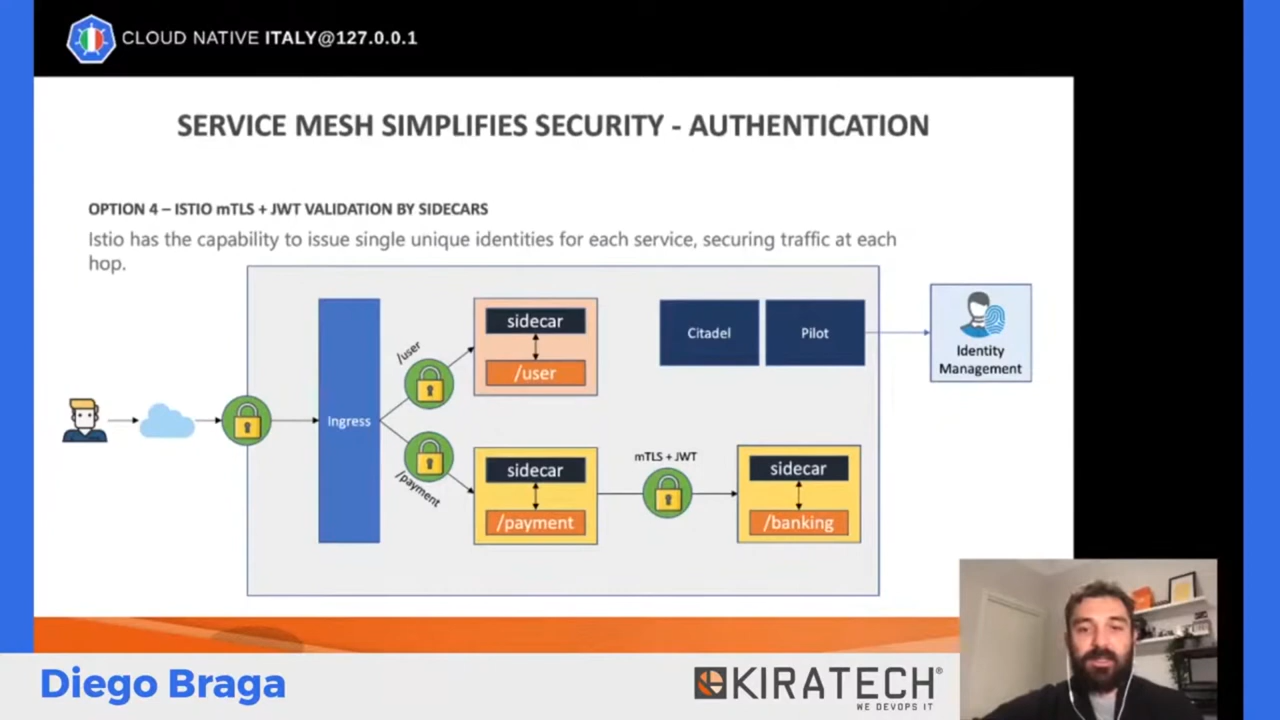 CLOUD NATIVE ITALY@127.0.0.1
SERVICE MESH SIMPLIFIES SECURITY - AUTHENTICATION
OPTION 4 – ISTIO mTLS + JWT VALIDATION BY SIDECARS
Istio has the capability to issue single unique identities for each service, securing traffic at each
hop.
sidecar
/user
/user
Citadel
Pilot
Identity
Management
Ingress
/payment
sidecar
/payment
mTLS + JWT
sidecar
/banking
Diego Braga
KIRATECH®
WE DEVOPS IT